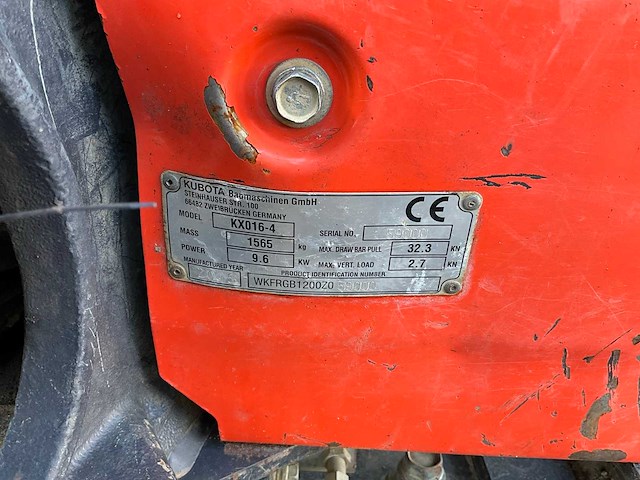 KUBOTA Baumaschinen GmbH
STEINHAUSER STR. 100
66482 ZWEIBRÜCKEN GERMANY
CE
MODEL KX016-4 SERIAL NO.
MASS 1565 KG MAX. DRAW BAR PULL 32.3 KN
POWER 9.6 KW MAX. VERT. LOAD 2.7 KN
MANUFACTURED YEAR
PRODUCT IDENTIFICATION NUMBER
WKFRGB1200Z0